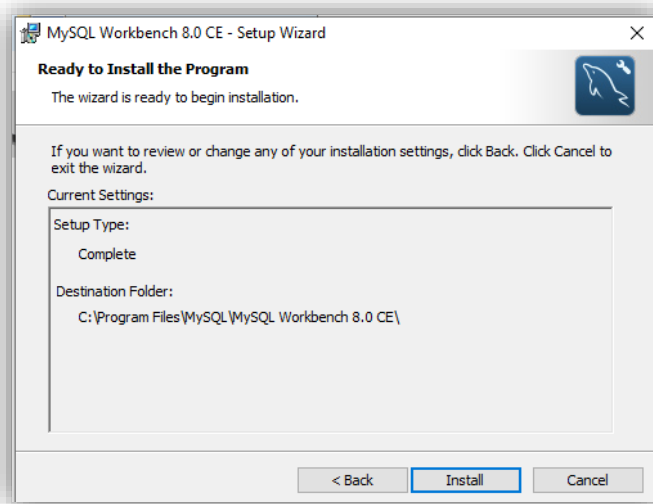 MySQL Workbench 8.0 CE - Setup Wizard
Ready to Install the Program
The wizard is ready to begin installation.
If you want to review or change any of your installation settings, click Back. Click Cancel to
exit the wizard.
Current Settings:
Setup Type:
Complete
Destination Folder:
C:\Program Files\MySQL\MySQL Workbench 8.0 CE\
< Back
Install
Cancel